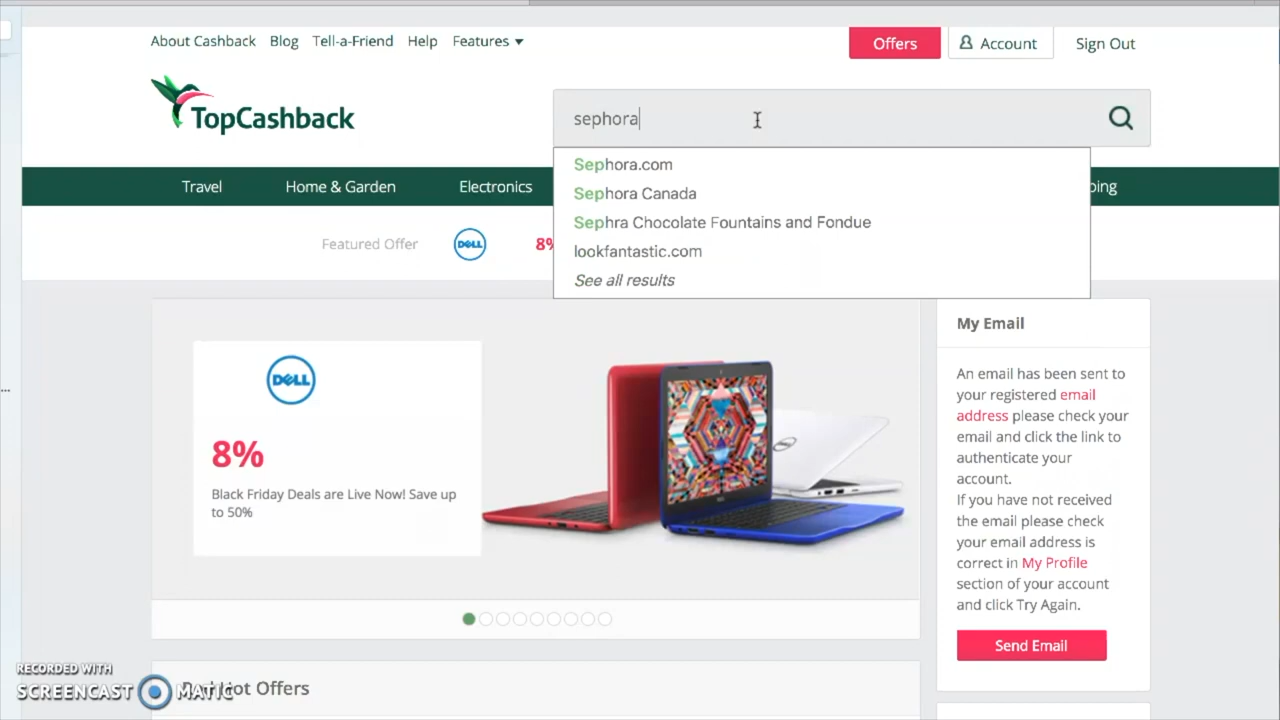 About Cashback Blog Tell-a-Friend Help Features
Offers Account Sign Out
TopCashback
sephora
Sephora.com
Sephora Canada
Sephra Chocolate Fountains and Fondue
lookfantastic.com
See all results
Travel Home & Garden Electronics
Featured Offer DELL
My Email
An email has been sent to
your registered email
address please check your
email and click the link to
authenticate your
account.
If you have not received
the email please check
your email address is
correct in My Profile
section of your account
and click Try Again.
Send Email
DELL
8%
Black Friday Deals are Live Now! Save up
to 50%
Hot Offers
RECORDED WITH
SCREENCAST MATIC